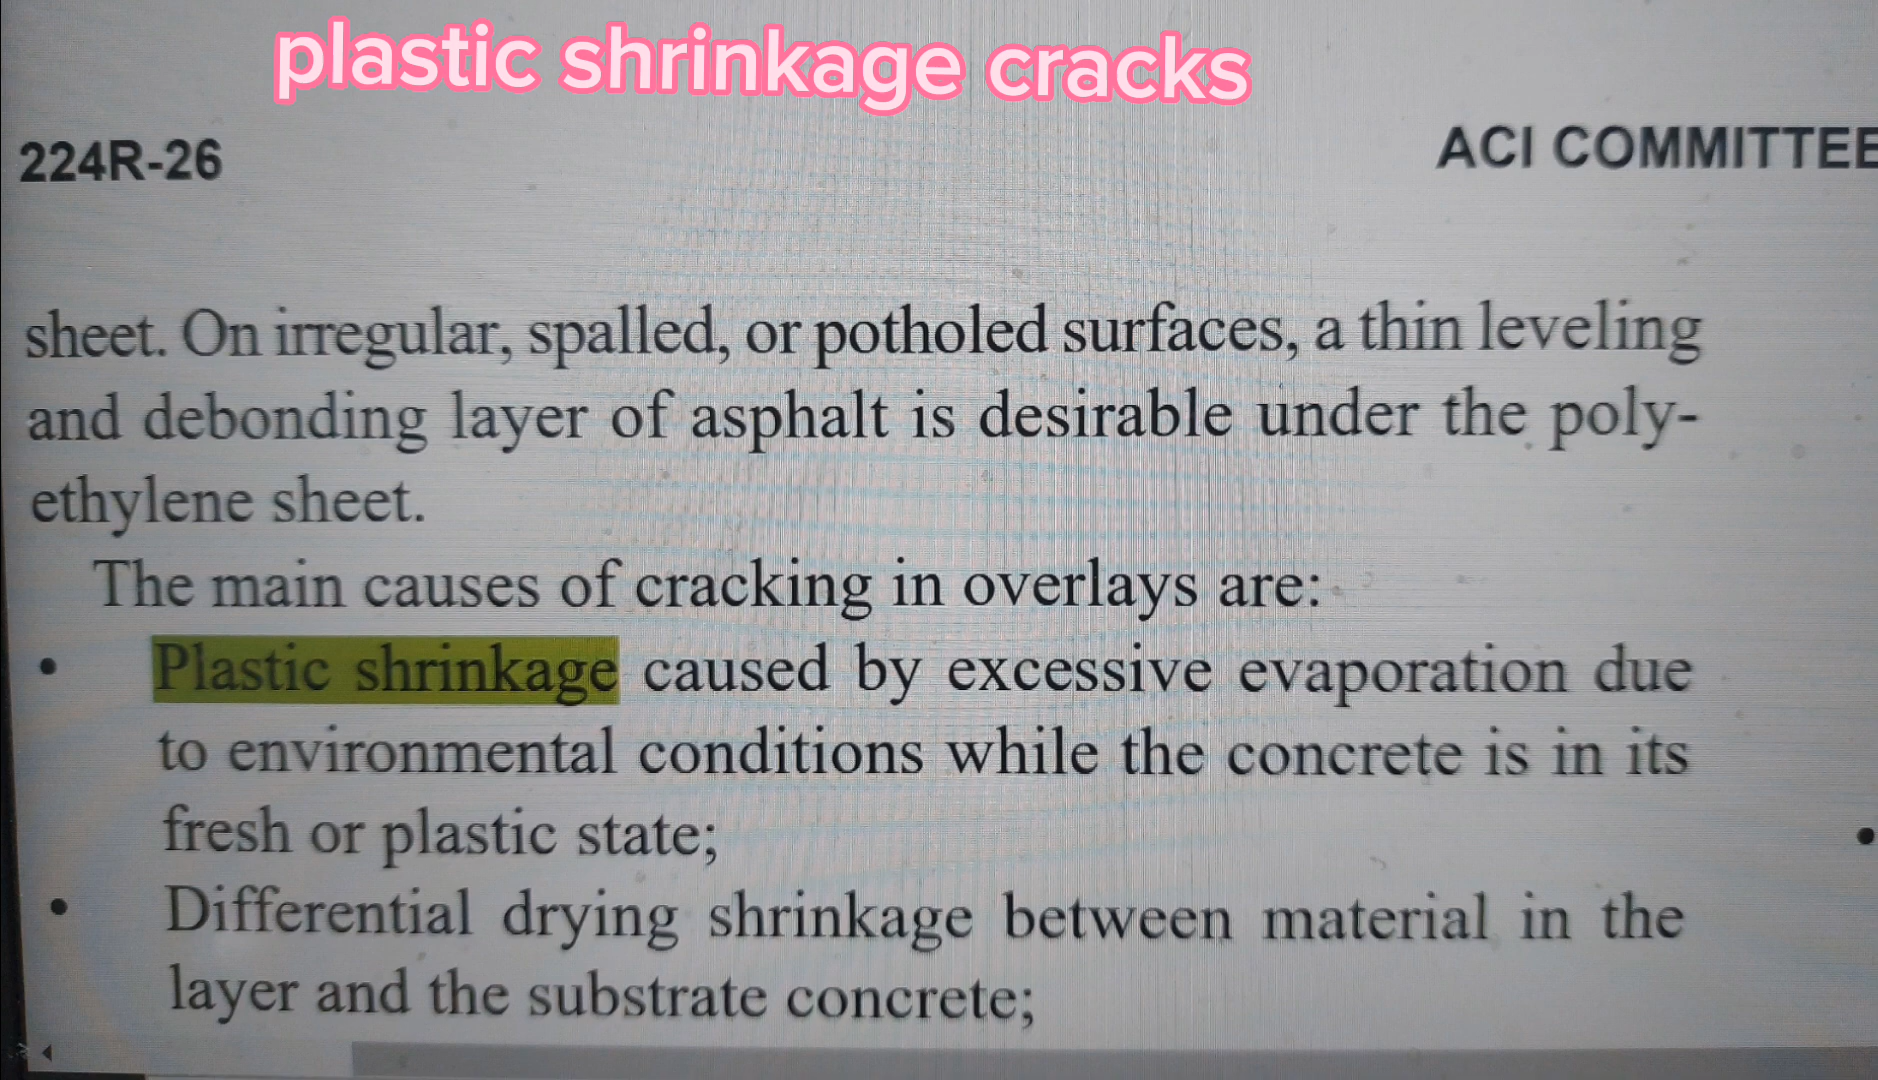 plastic shrinkage cracks
224R-26
ACI COMMITTEE
sheet. On irregular, spalled, or potholed surfaces, a thin leveling
and debonding layer of asphalt is desirable under the poly-
ethylene sheet.
The main causes of cracking in overlays are:
• Plastic shrinkage caused by excessive evaporation due
to environmental conditions while the concrete is in its
fresh or plastic state;
• Differential drying shrinkage between material in the
layer and the substrate concrete;